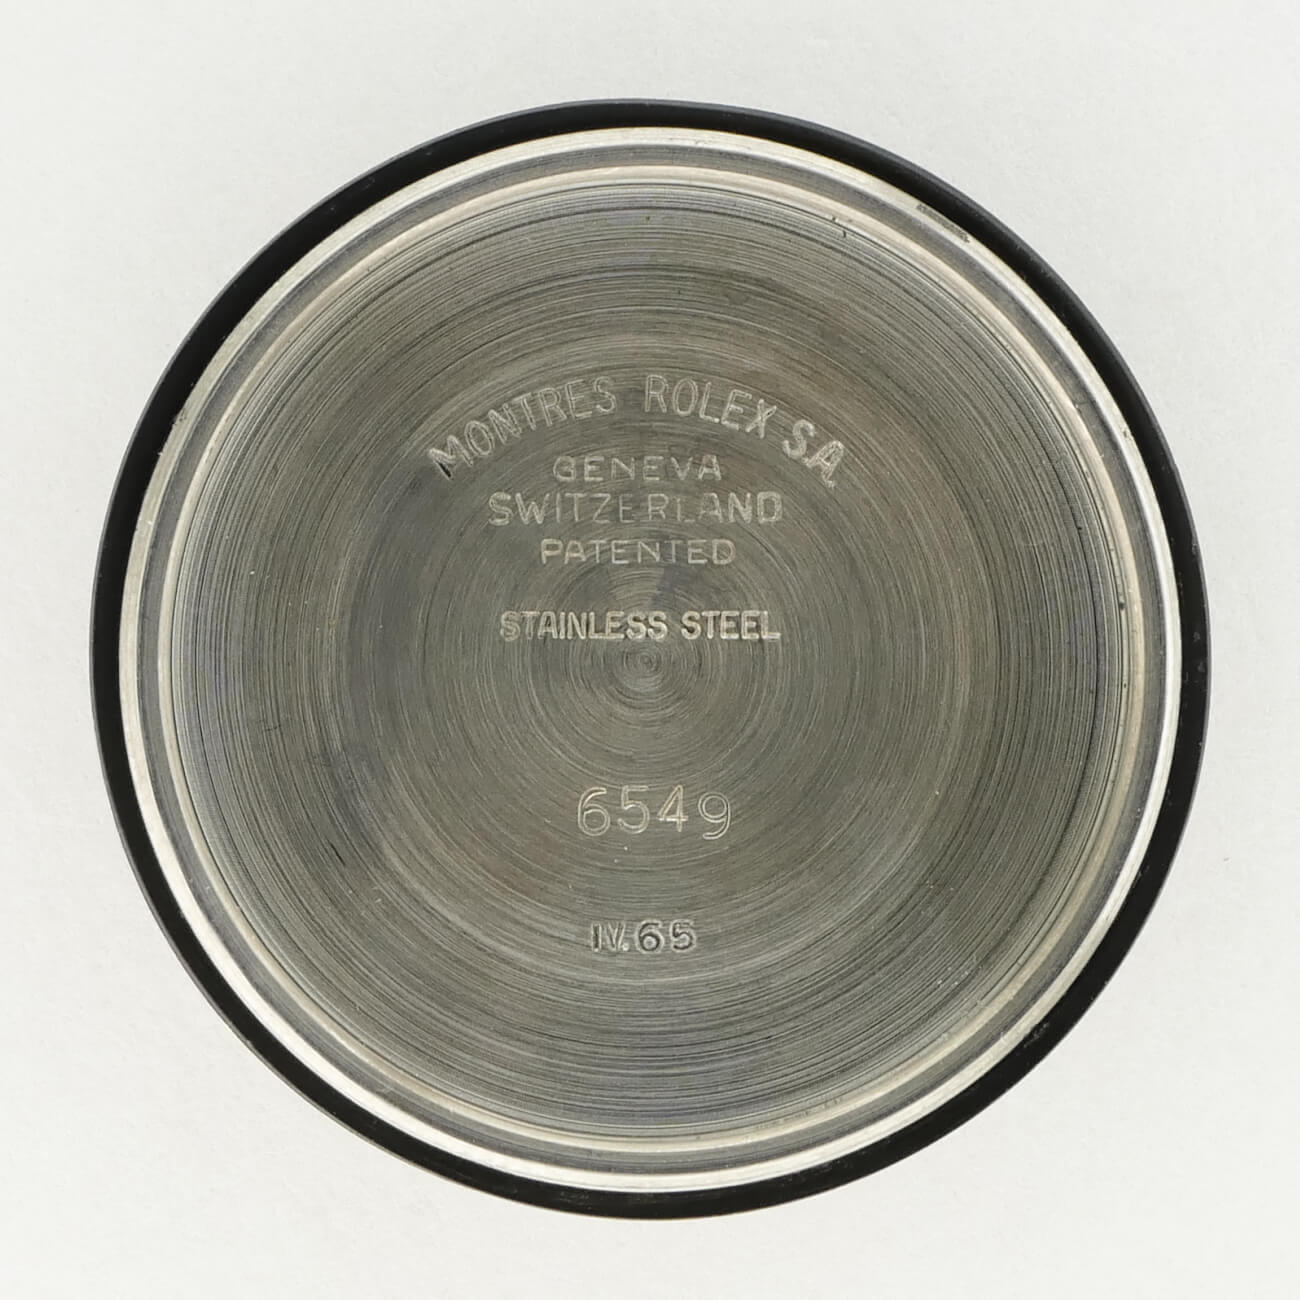 MONTRES ROLEX S.A.
GENEVA
SWITZERLAND
PATENTED
STAINLESS STEEL
6549
IV.65